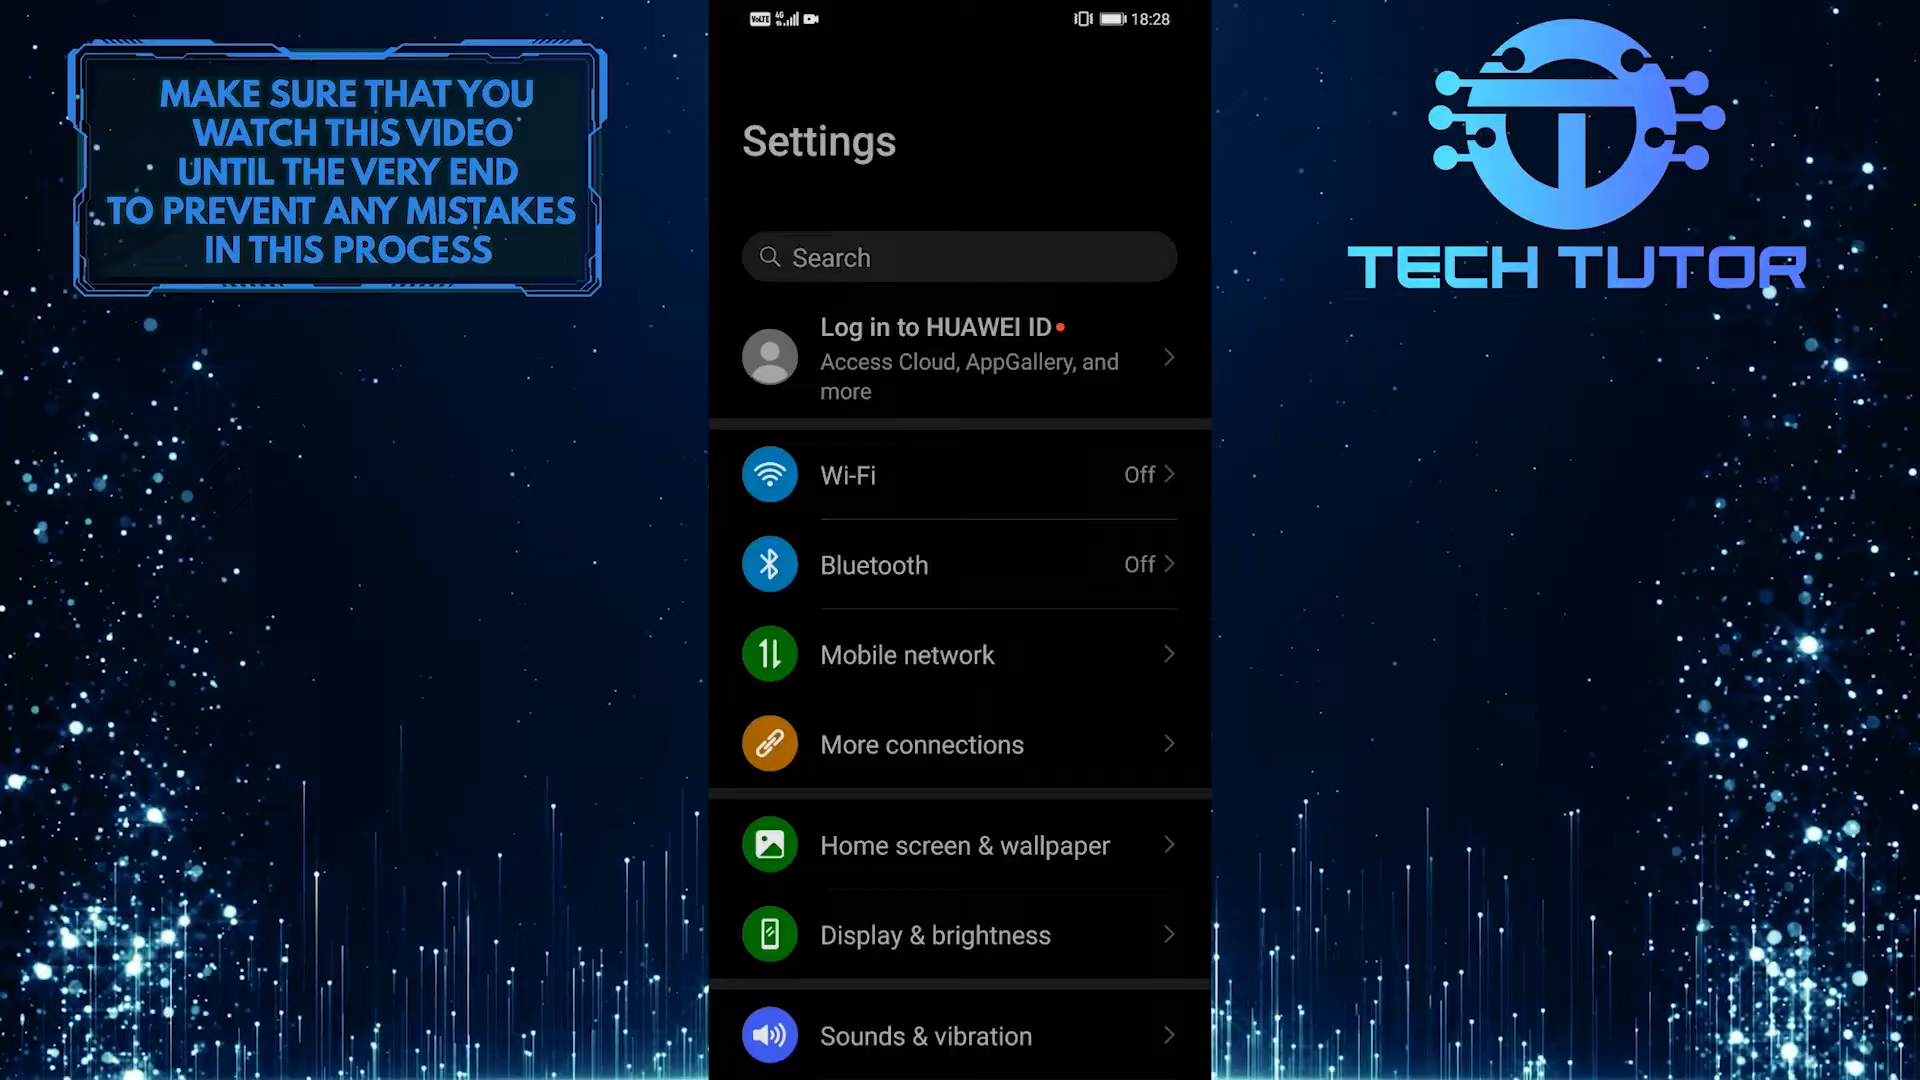 MAKE SURE THAT YOU
WATCH THIS VIDEO
UNTIL THE VERY END
TO PREVENT ANY MISTAKES
IN THIS PROCESS
VoLTE 4G 18:28
Settings
Search
Log in to HUAWEI ID
Access Cloud, AppGallery, and
more
Wi-Fi Off
Bluetooth Off
Mobile network
More connections
Home screen & wallpaper
Display & brightness
Sounds & vibration
TECH TUTOR